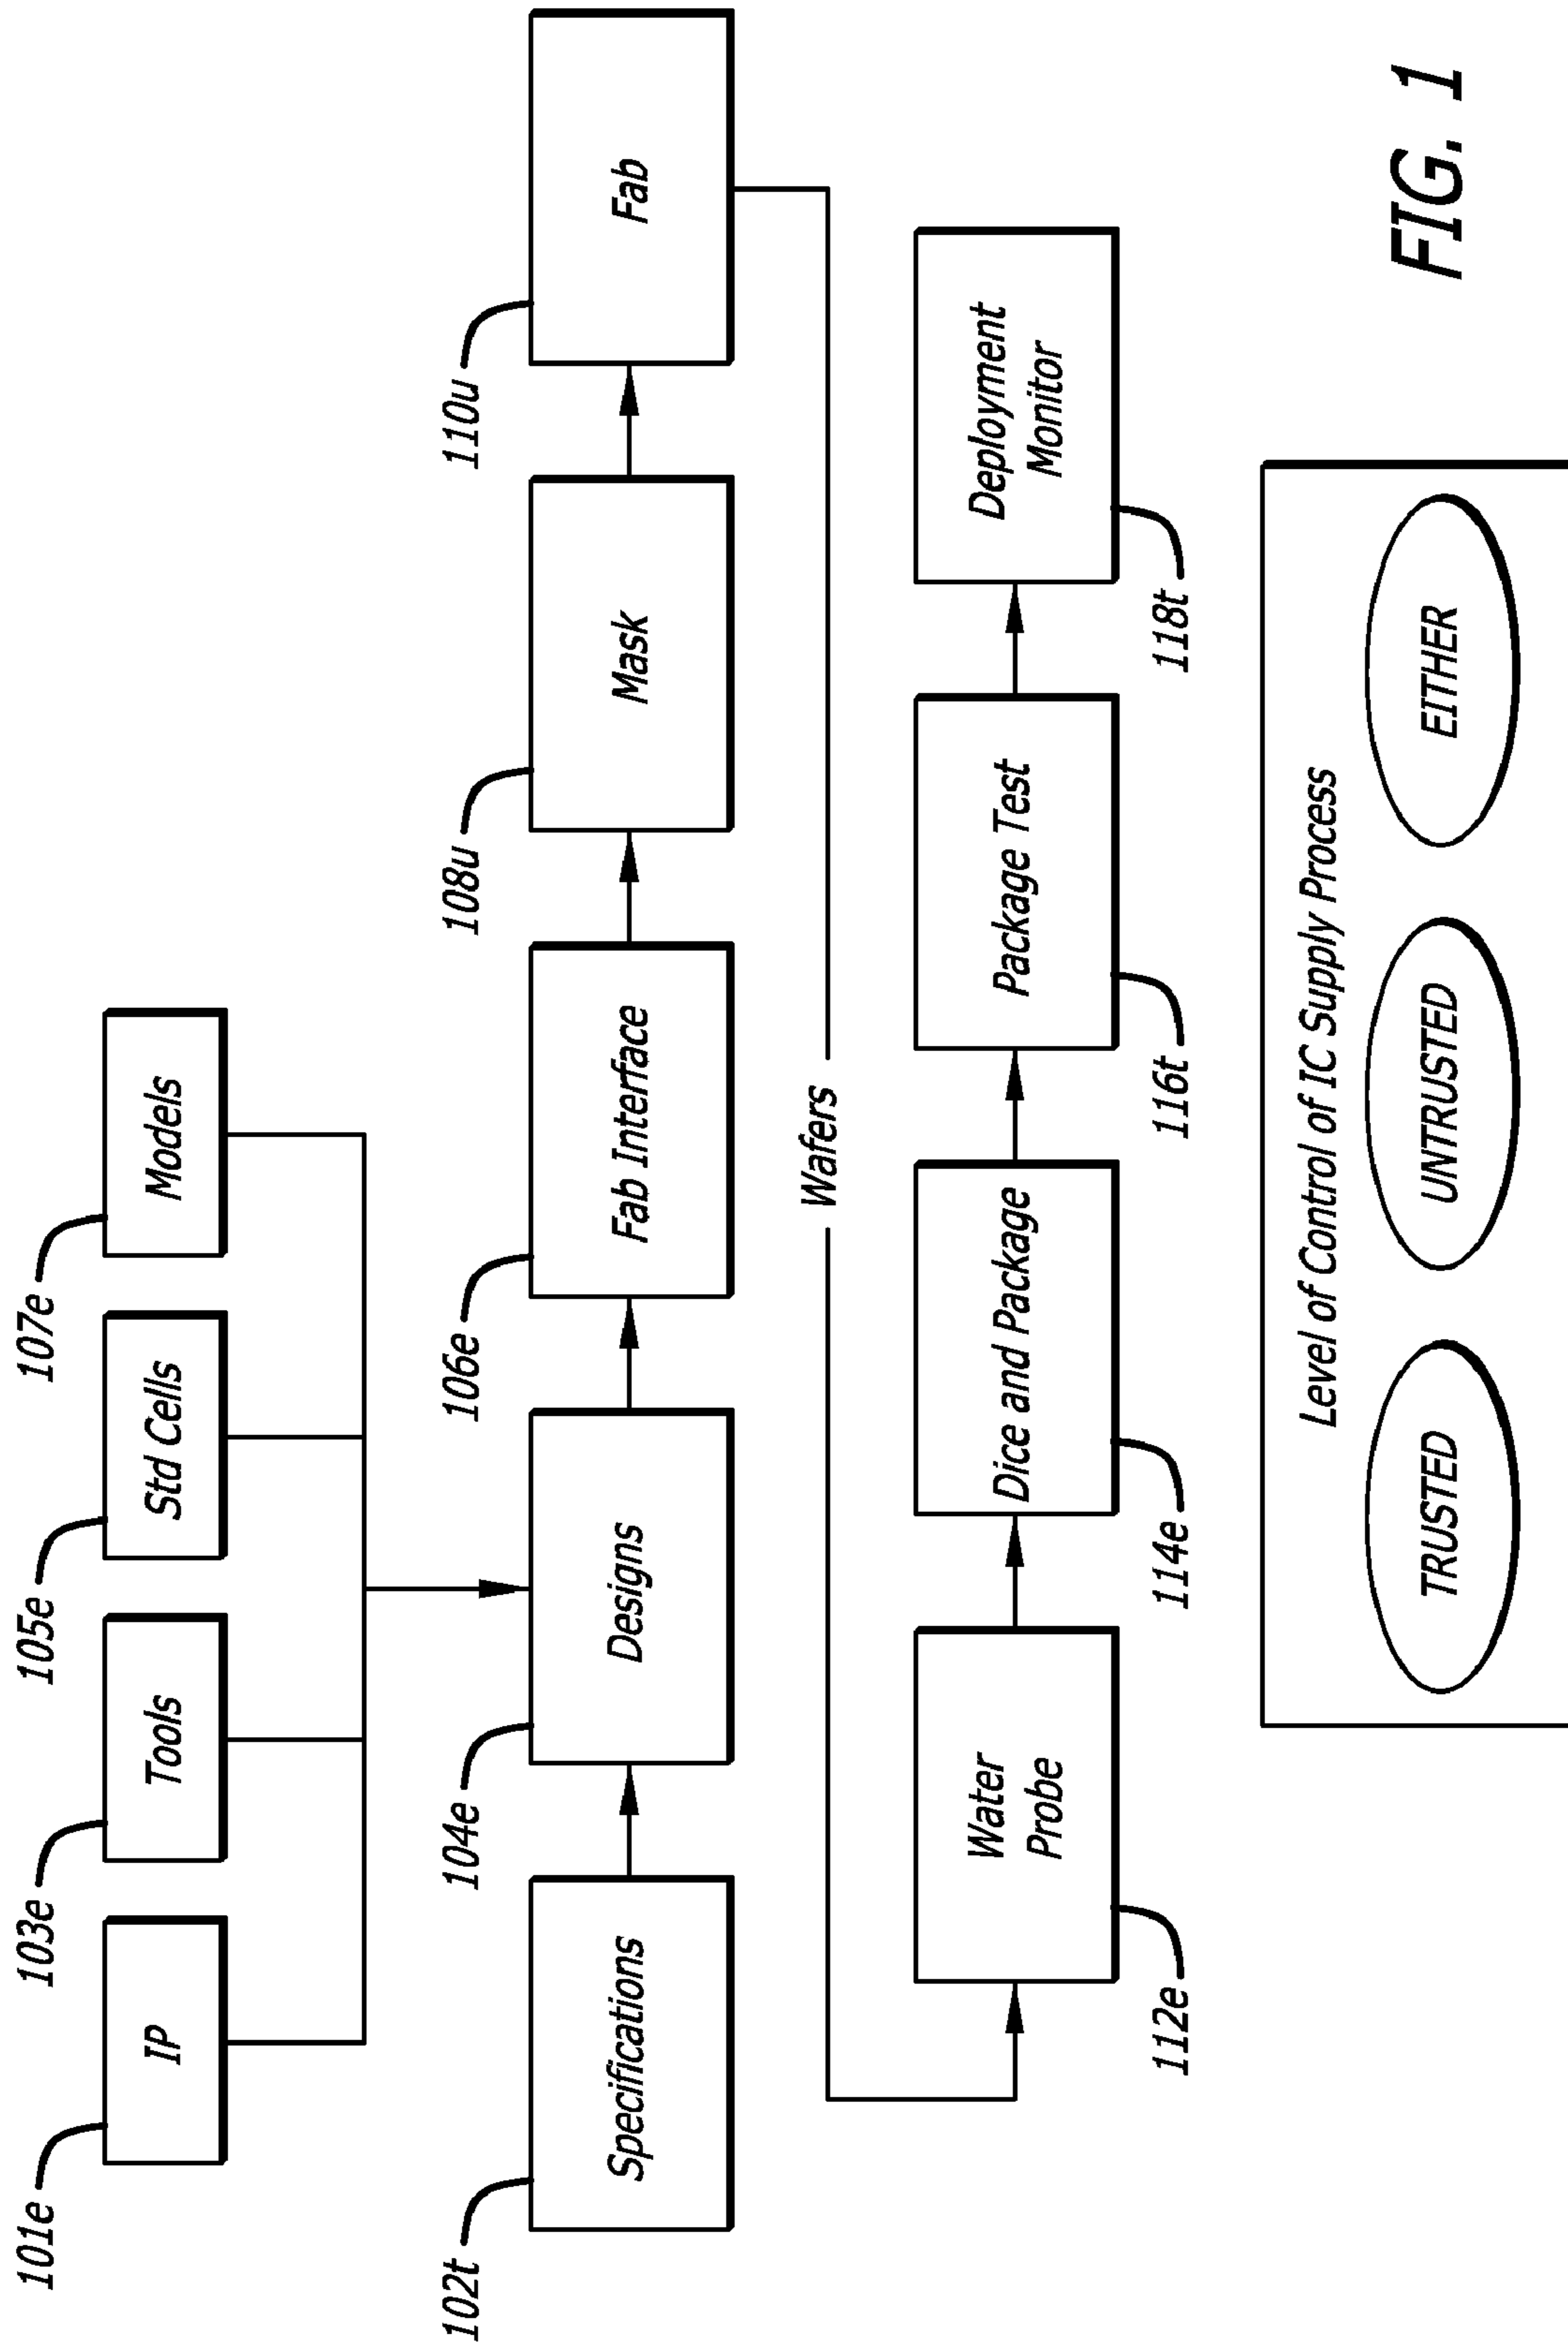 101e
103e
105e
107e
IP
Tools
Std Cells
Models
102t
104e
106e
108u
110u
Specifications
Designs
Fab Interface
Mask
Fab
Wafers
Water
Probe
Dice and Package
Package Test
Deployment
Monitor
112e
114e
116t
118t
Level of Control of IC Supply Process
TRUSTED
UNTRUSTED
EITHER
FIG. 1